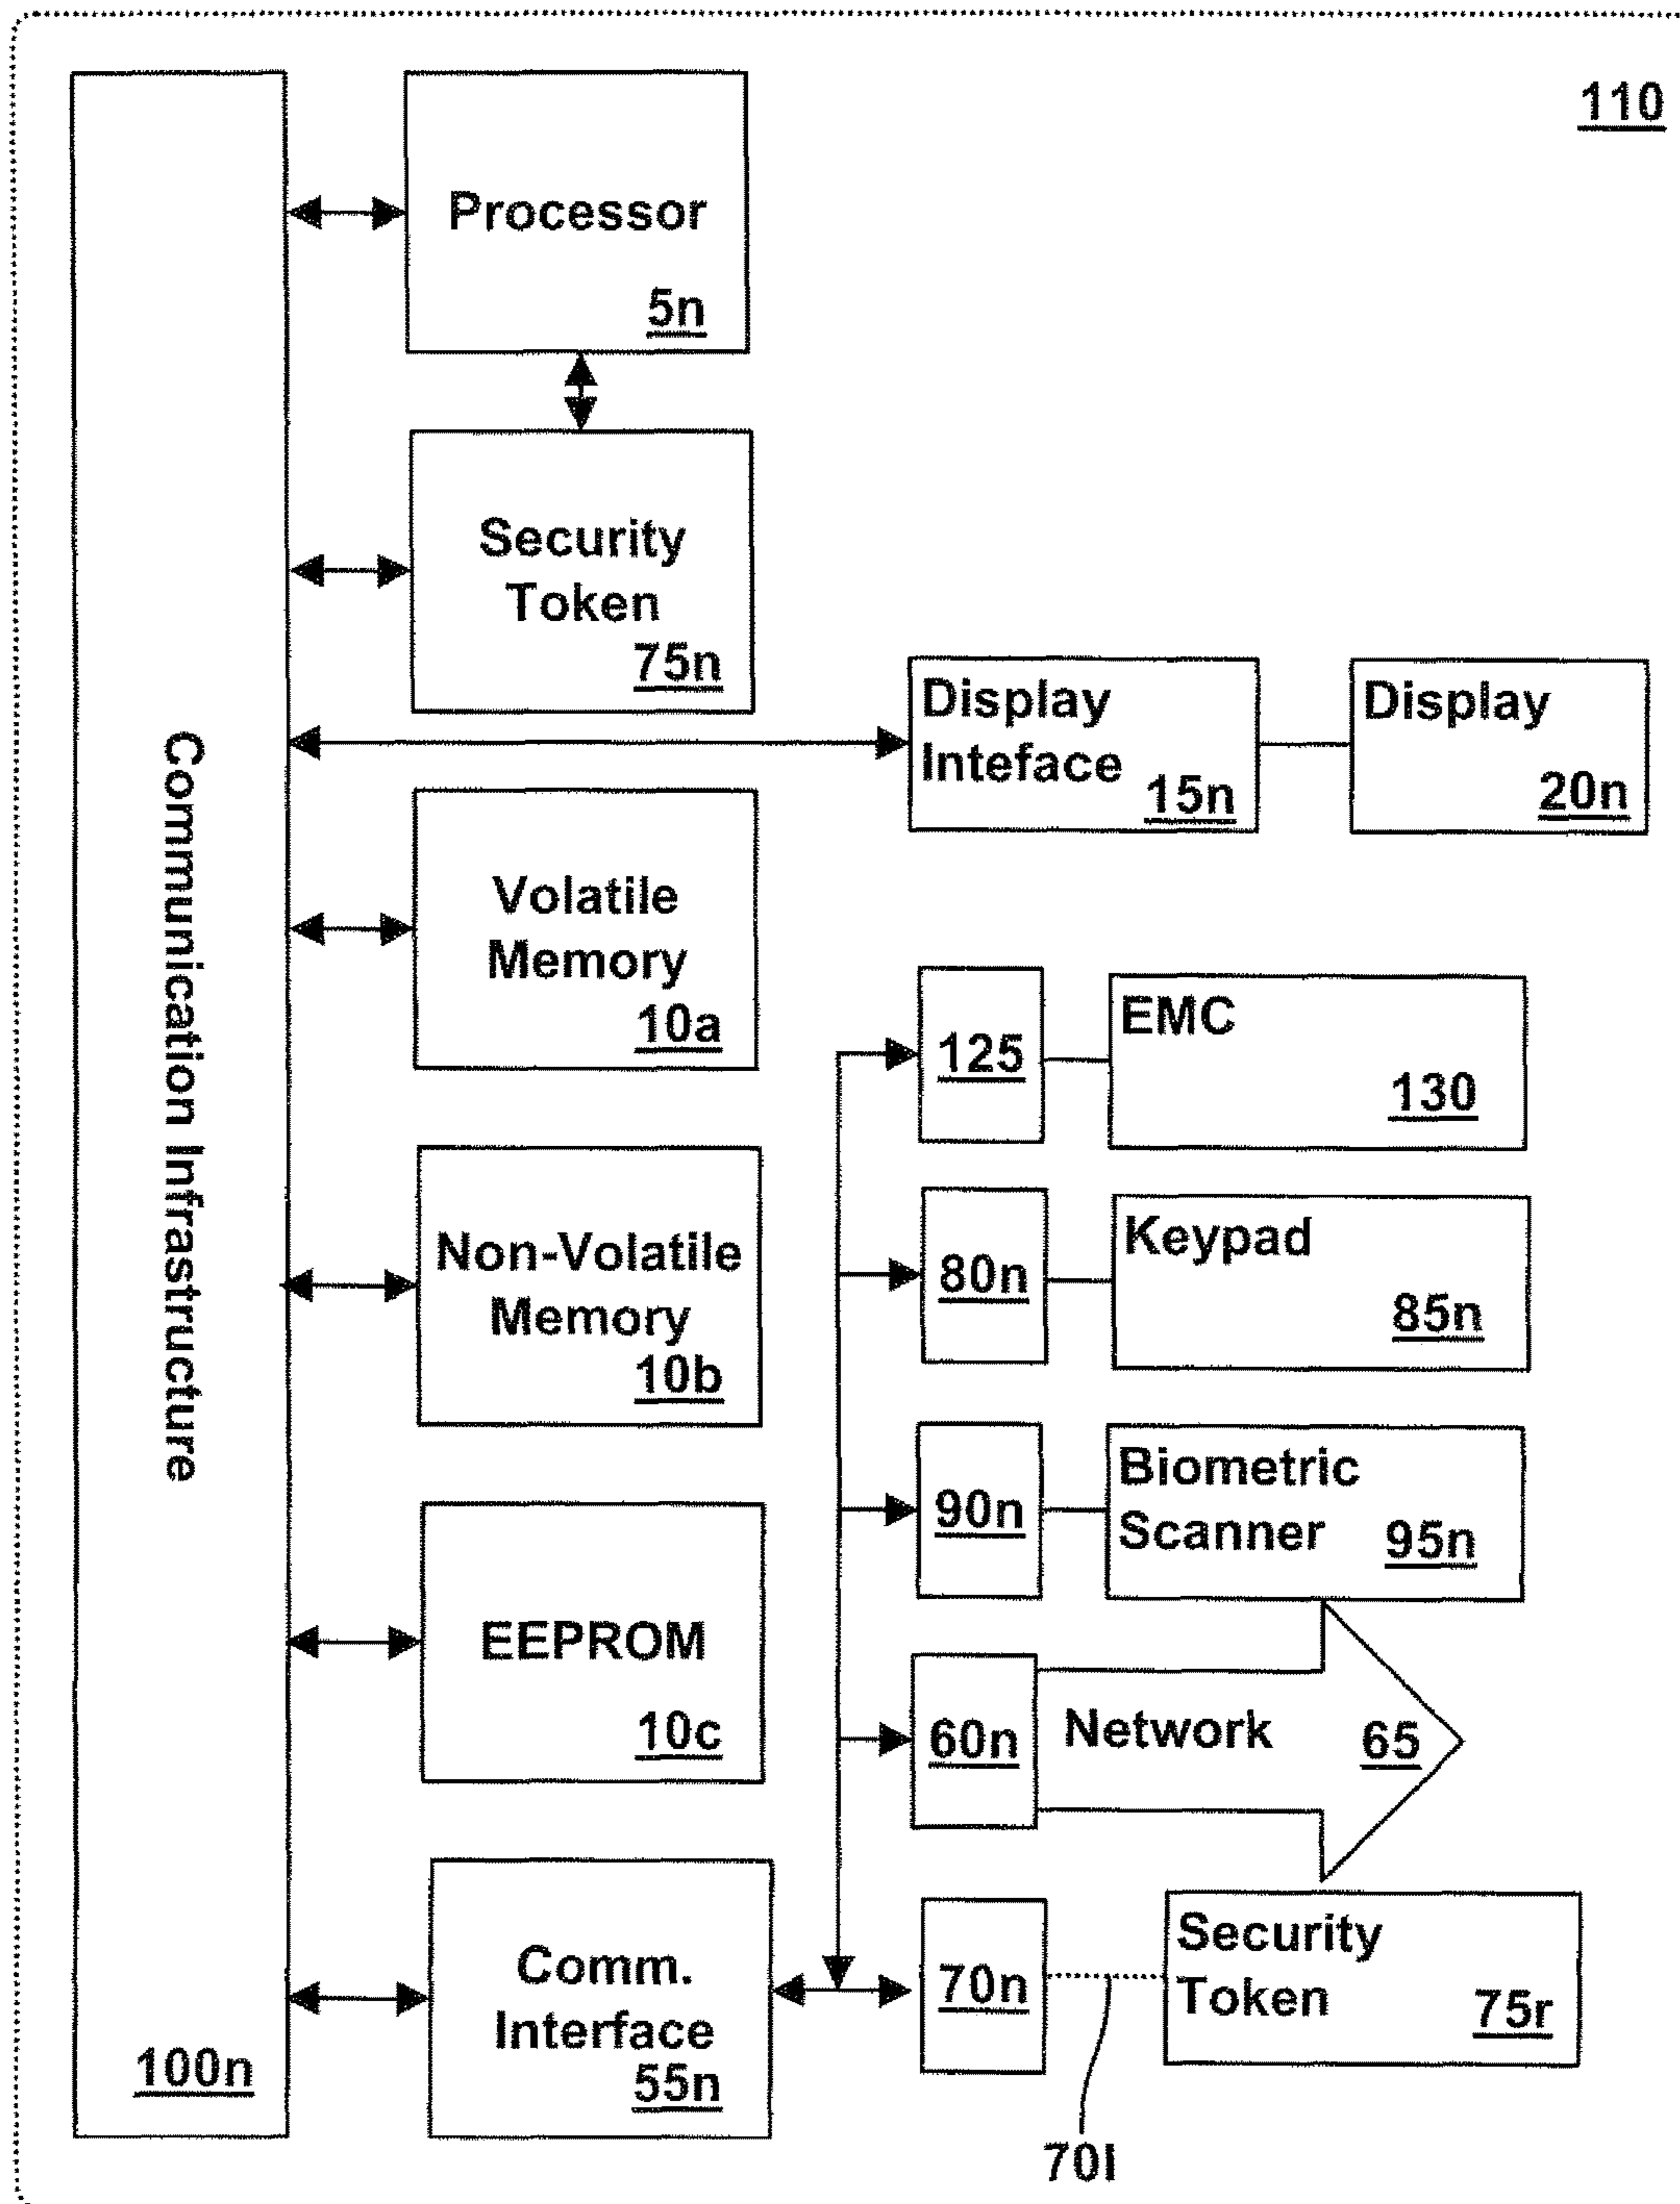 110
Processor
5n
Security
Token
75n
Display
Inteface
15n
Display
20n
Communication Infrastructure
Volatile
Memory
10a
125
EMC
130
Non-Volatile
Memory
10b
80n
Keypad
85n
90n
Biometric
Scanner
95n
EEPROM
10c
60n
Network
65
Comm.
Interface
55n
70n
Security
Token
75r
100n
70l